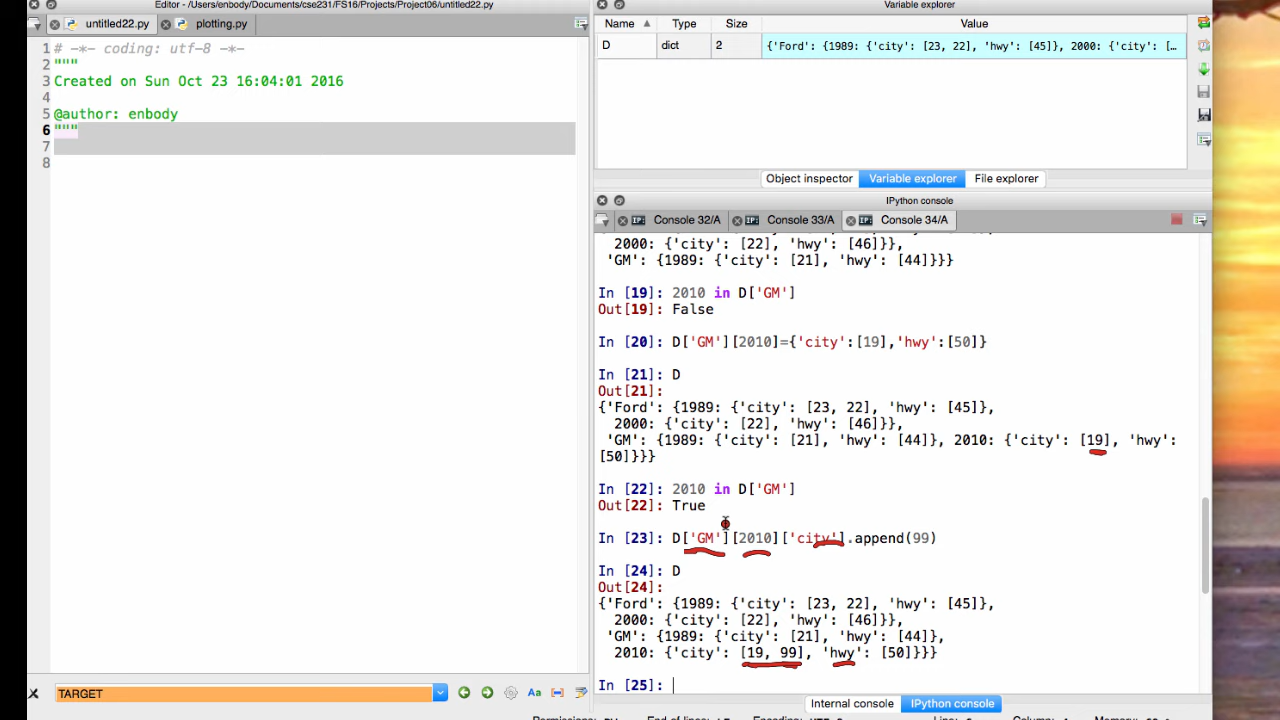 Editor - /Users/enbody/Documents/cse231/FS16/Projects/Project06/untitled22.py
untitled22.py
plotting.py
1 # -*- coding: utf-8 -*-
2 """
3 Created on Sun Oct 23 16:04:01 2016
4
5 @author: enbody
6 """
7
8
TARGET
Aa
Variable explorer
Name Type Size Value
D dict 2 {'Ford': {1989: {'city': [23, 22], 'hwy': [45]}, 2000: {'city': […
Object inspector Variable explorer File explorer
IPython console
Console 32/A Console 33/A Console 34/A
2000: {'city': [22], 'hwy': [46]}},
'GM': {1989: {'city': [21], 'hwy': [44]}}}
In [19]: 2010 in D['GM']
Out[19]: False
In [20]: D['GM'][2010]={'city':[19],'hwy':[50]}
In [21]: D
Out[21]:
{'Ford': {1989: {'city': [23, 22], 'hwy': [45]},
2000: {'city': [22], 'hwy': [46]}},
'GM': {1989: {'city': [21], 'hwy': [44]}, 2010: {'city': [19], 'hwy':
[50]}}}
In [22]: 2010 in D['GM']
Out[22]: True
In [23]: D['GM'][2010]['city'].append(99)
In [24]: D
Out[24]:
{'Ford': {1989: {'city': [23, 22], 'hwy': [45]},
2000: {'city': [22], 'hwy': [46]}},
'GM': {1989: {'city': [21], 'hwy': [44]},
2010: {'city': [19, 99], 'hwy': [50]}}}
In [25]:
Internal console IPython console